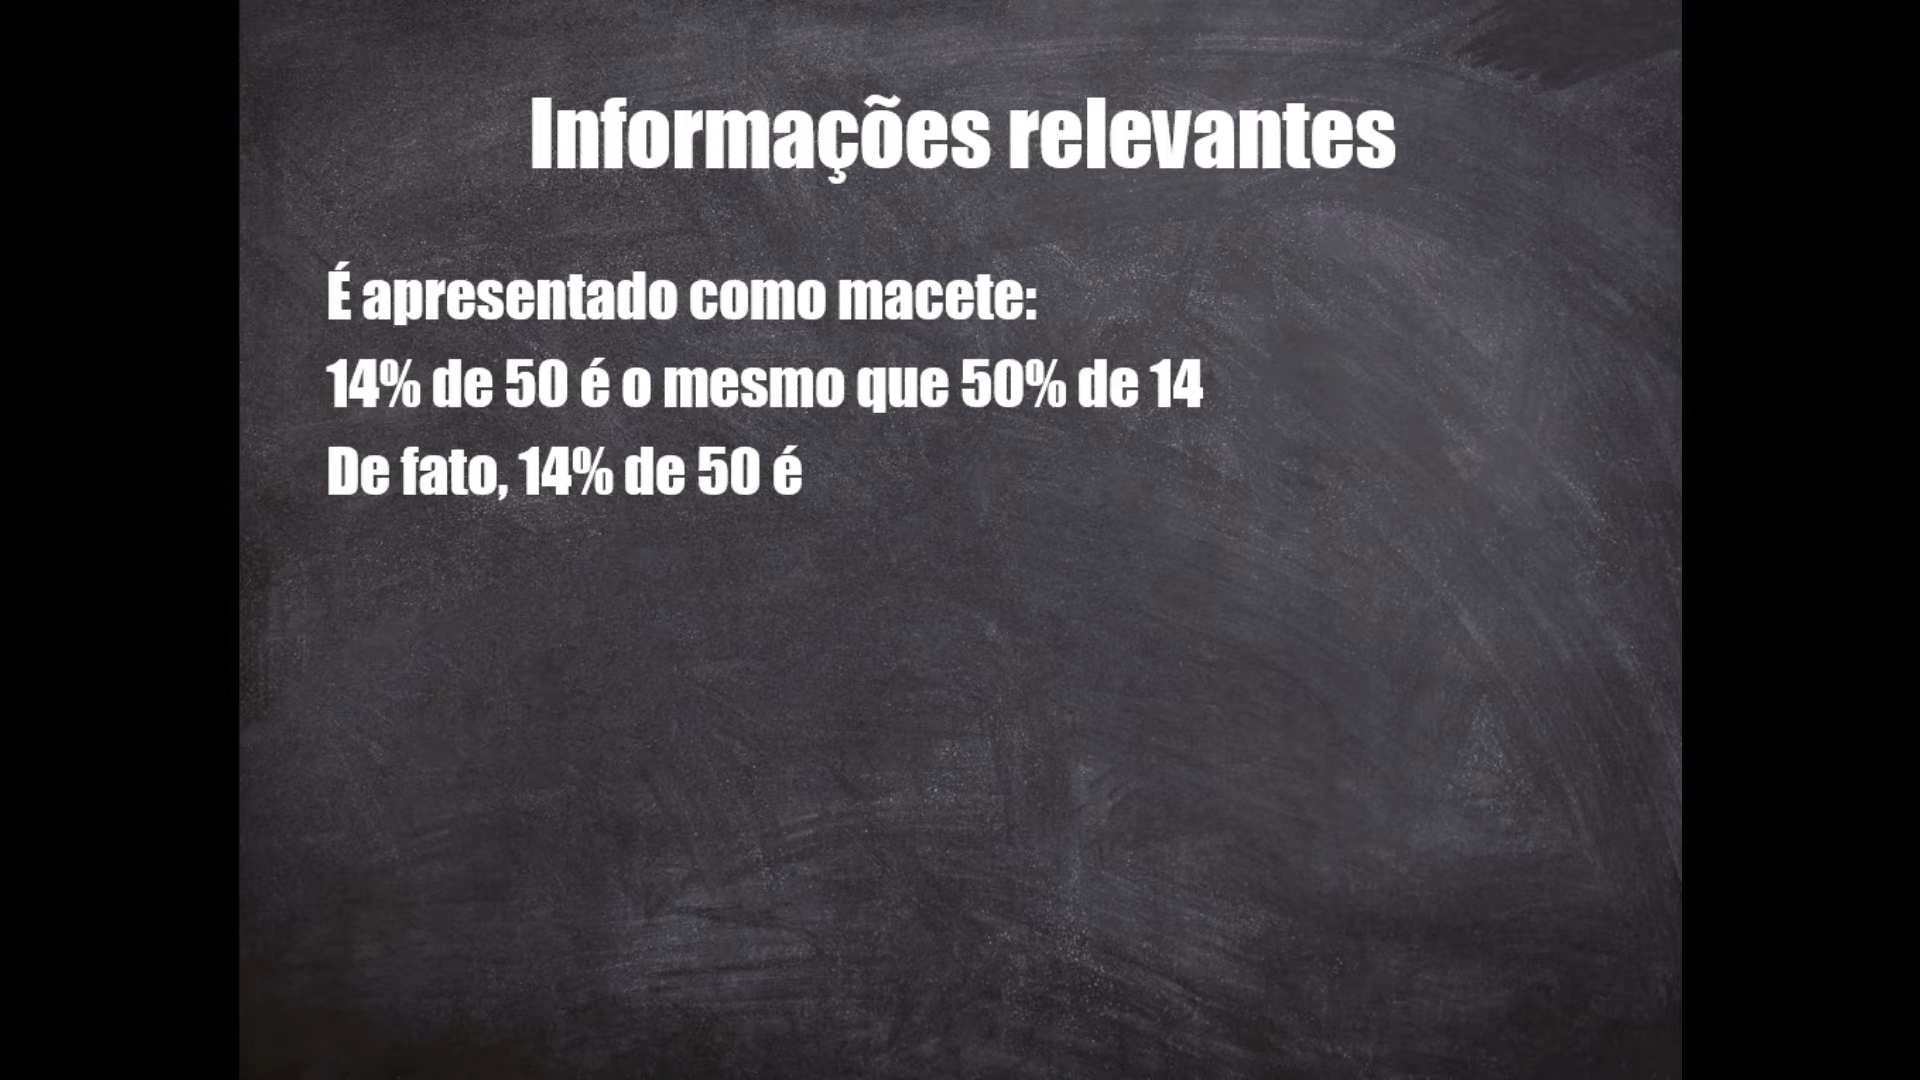 Informações relevantes
É apresentado como macete:
14% de 50 é o mesmo que 50% de 14
De fato, 14% de 50 é